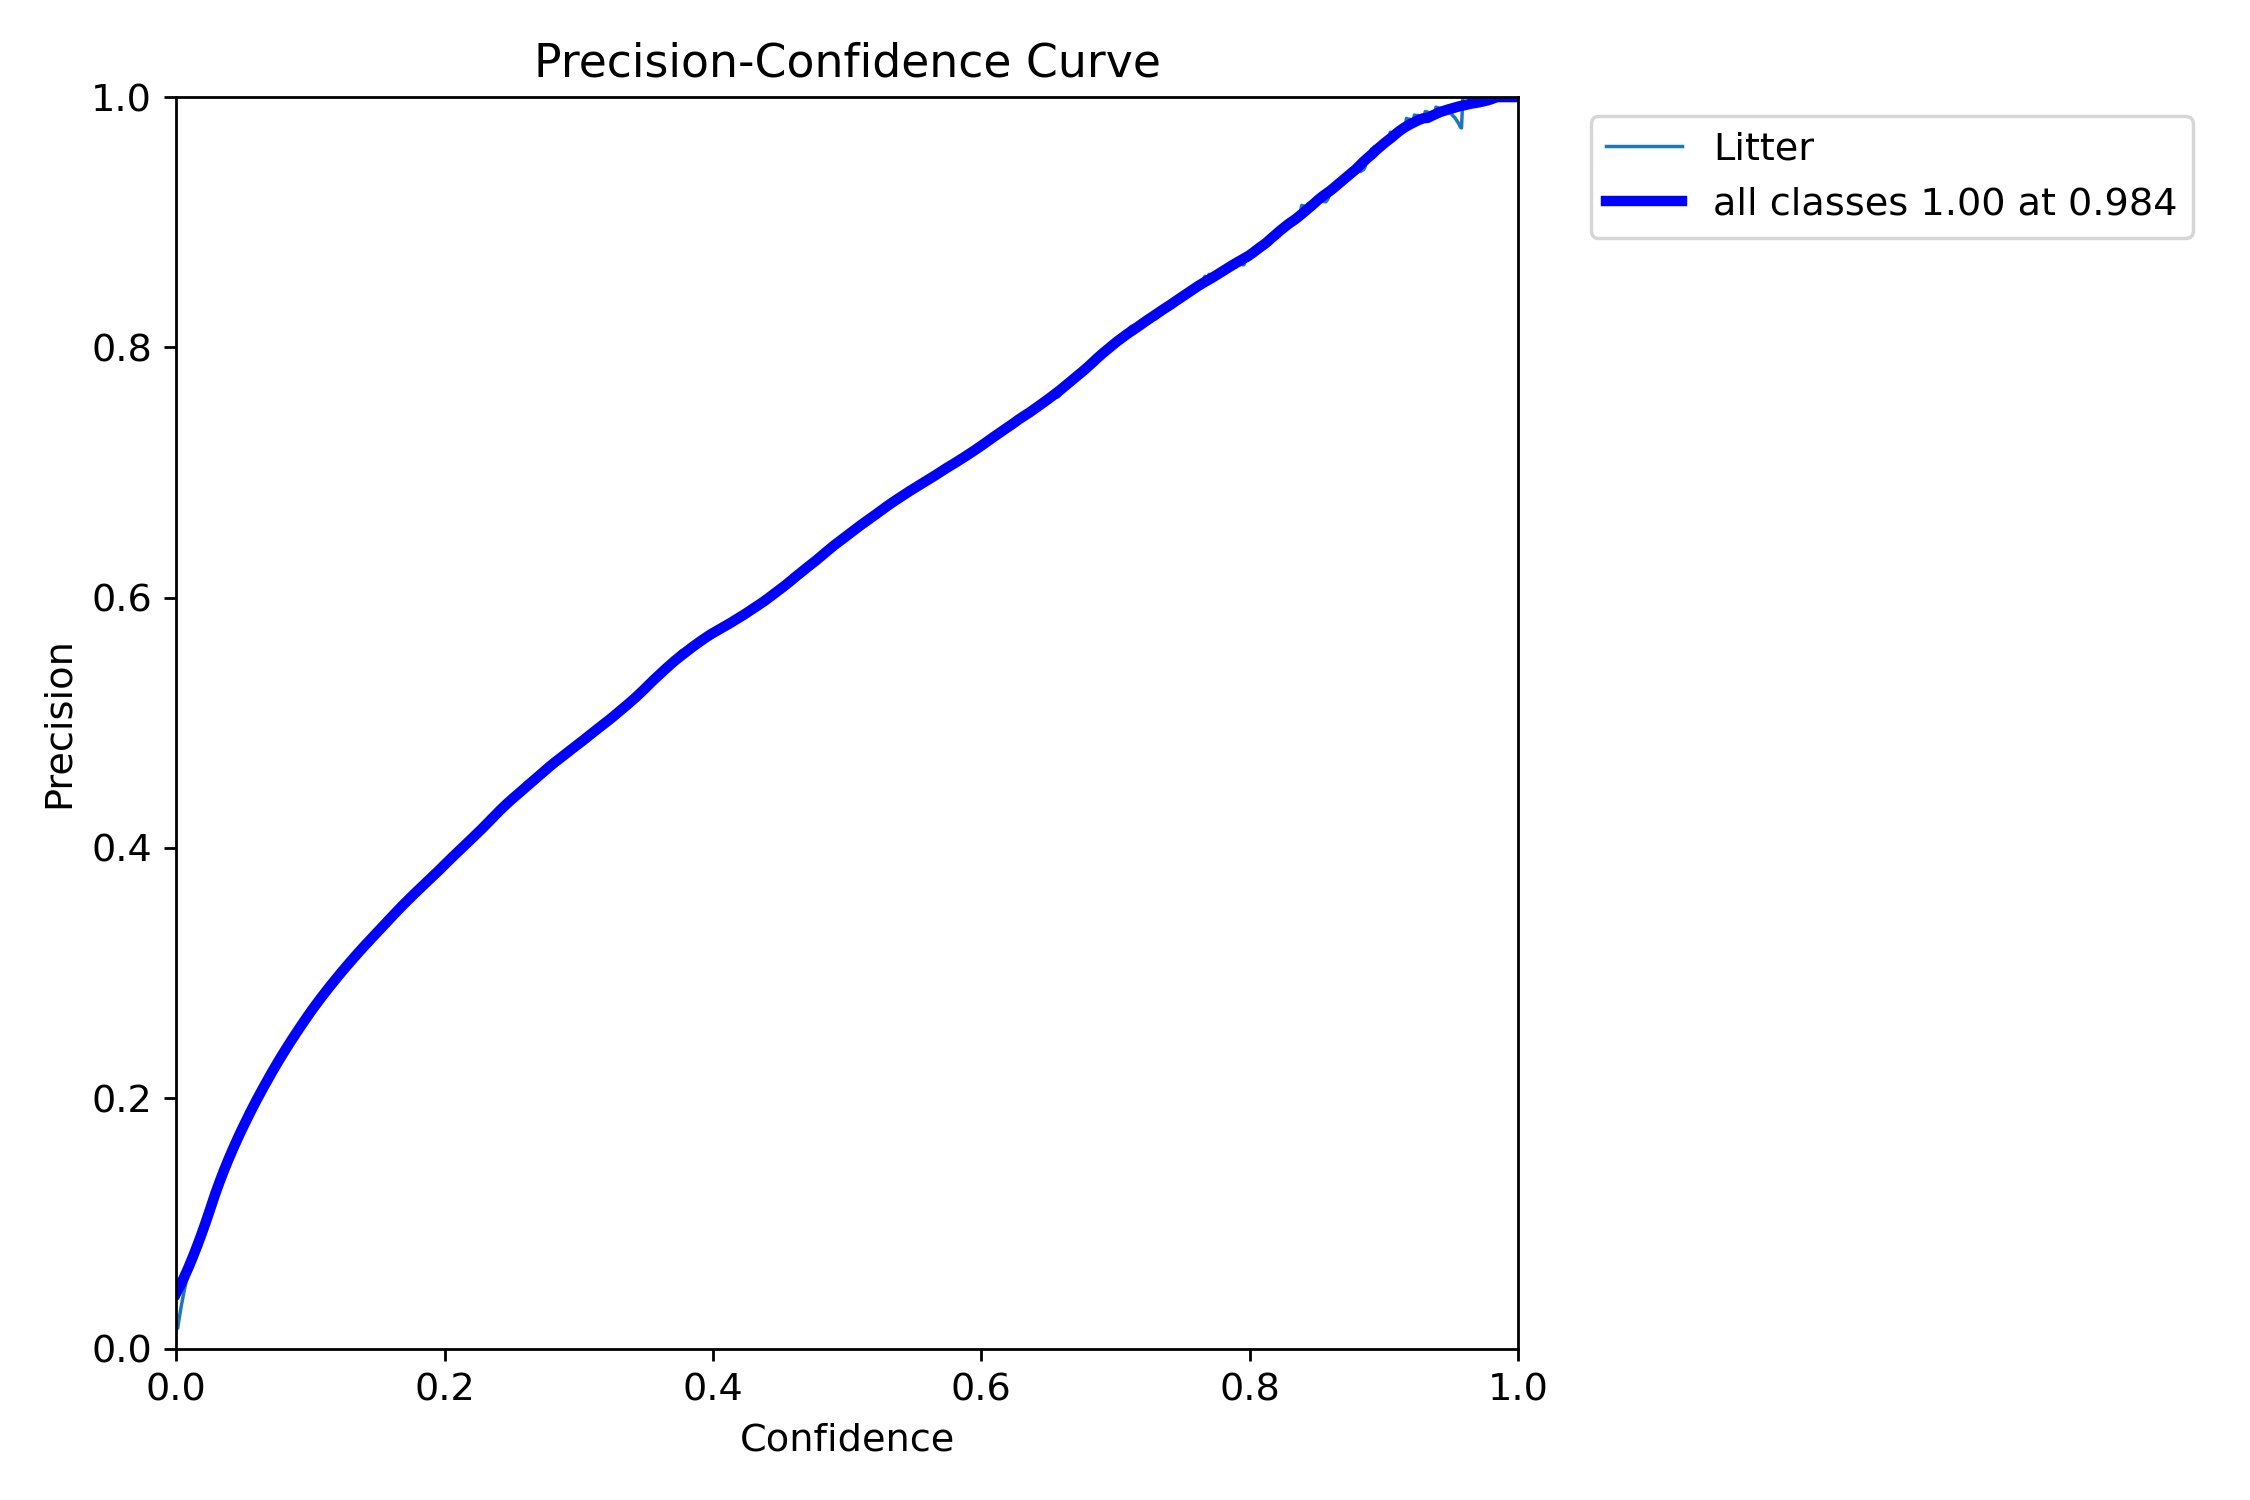 Precision-Confidence Curve
1.0
0.8
0.6
0.4
0.2
0.0
Precision
0.0 0.2 0.4 0.6 0.8 1.0
Confidence
Litter
all classes 1.00 at 0.984